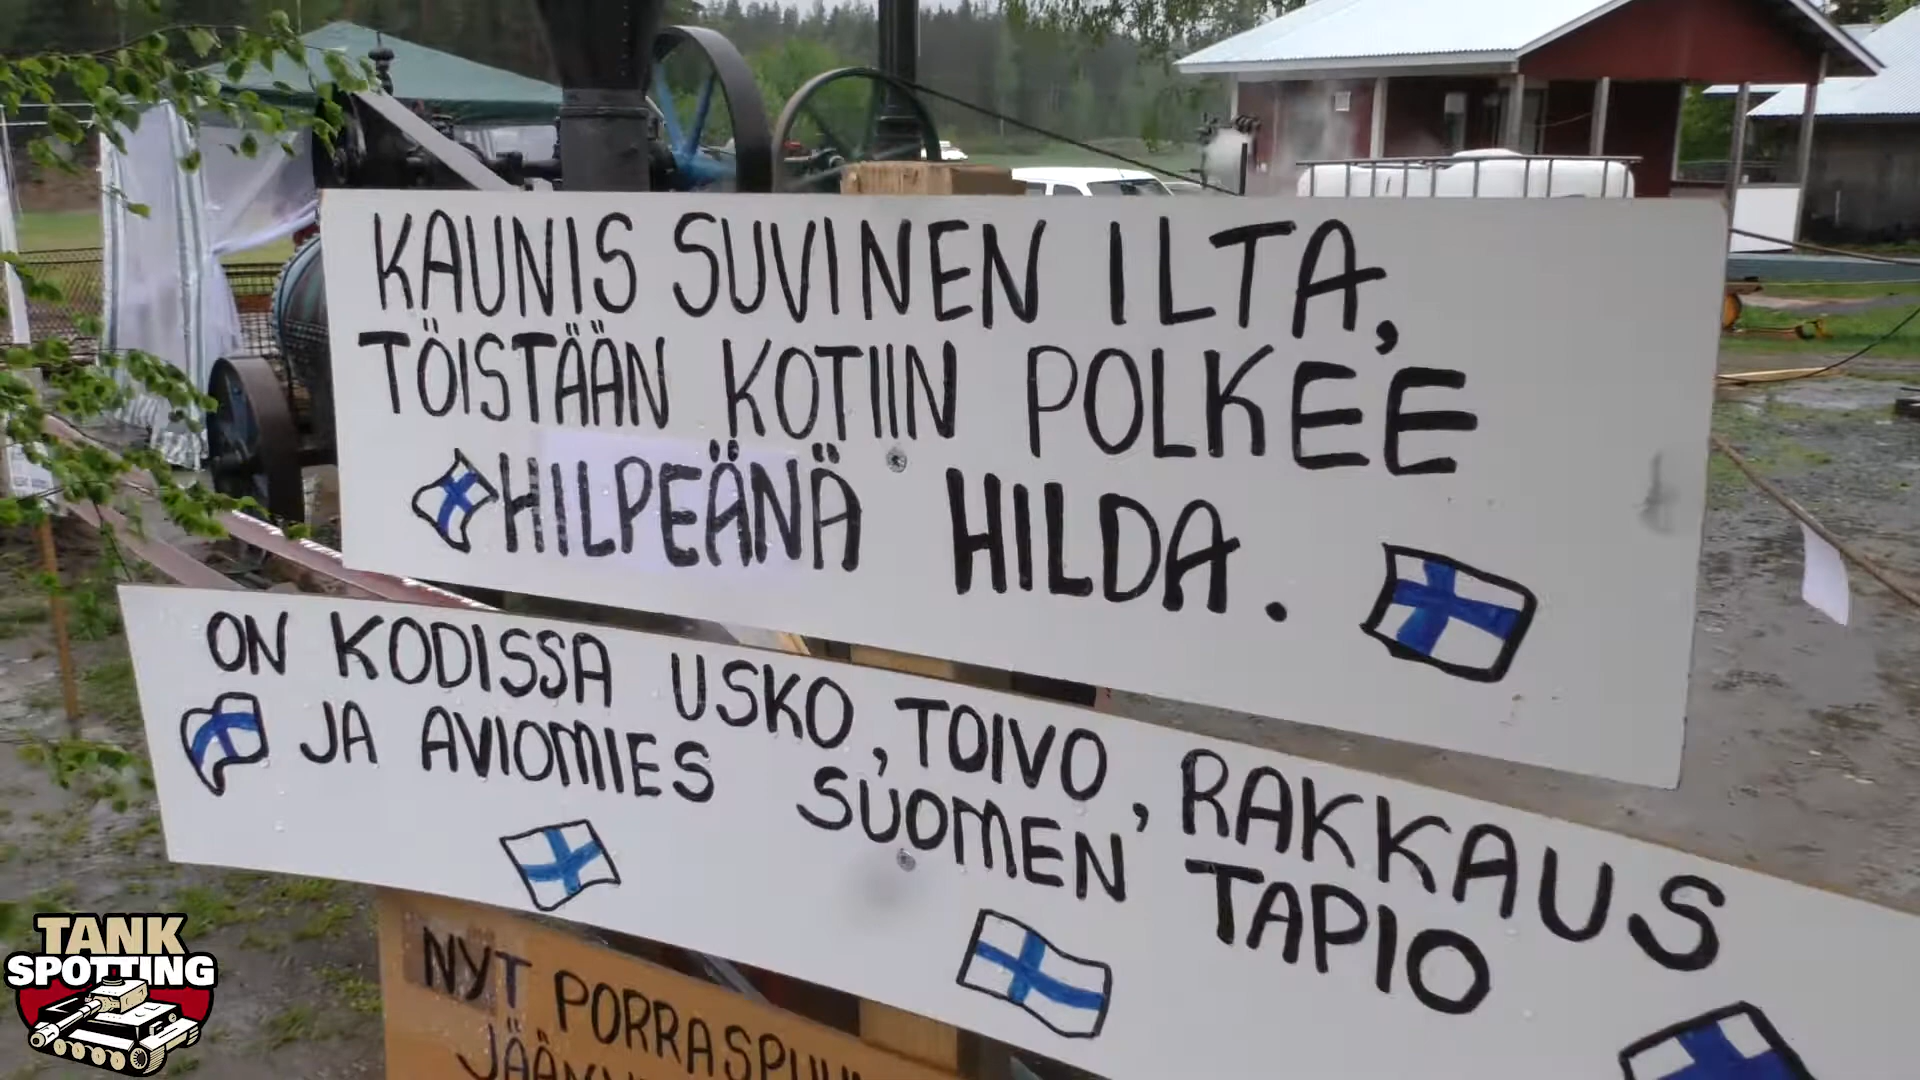 KAUNIS SUVINEN ILTA,
TÖISTÄÄN KOTIIN POLKEE
HILPEÄNÄ HILDA.
ON KODISSA USKO, TOIVO, RAKKAUS
JA AVIOMIES SUOMEN TAPIO
NYT
TANK
SPOTTING